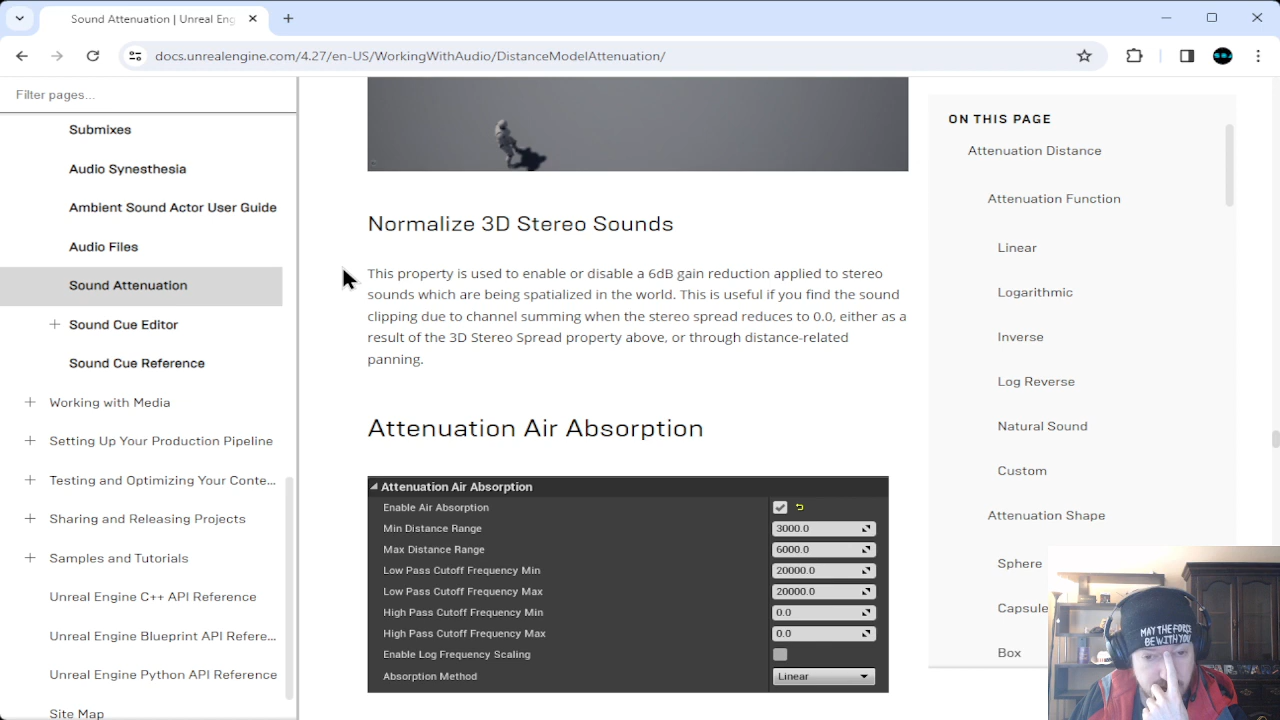 Sound Attenuation | Unreal Eng
docs.unrealengine.com/4.27/en-US/WorkingWithAudio/DistanceModelAttenuation/
Filter pages...
Submixes
Audio Synesthesia
Ambient Sound Actor User Guide
Audio Files
Sound Attenuation
Sound Cue Editor
Sound Cue Reference
Working with Media
Setting Up Your Production Pipeline
Testing and Optimizing Your Conte...
Sharing and Releasing Projects
Samples and Tutorials
Unreal Engine C++ API Reference
Unreal Engine Blueprint API Refere...
Unreal Engine Python API Reference
Site Map
Normalize 3D Stereo Sounds
This property is used to enable or disable a 6dB gain reduction applied to stereo
sounds which are being spatialized in the world. This is useful if you find the sound
clipping due to channel summing when the stereo spread reduces to 0.0, either as a
result of the 3D Stereo Spread property above, or through distance-related
panning.
Attenuation Air Absorption
Attenuation Air Absorption
Enable Air Absorption
Min Distance Range 3000.0
Max Distance Range 6000.0
Low Pass Cutoff Frequency Min 20000.0
Low Pass Cutoff Frequency Max 20000.0
High Pass Cutoff Frequency Min 0.0
High Pass Cutoff Frequency Max 0.0
Enable Log Frequency Scaling
Absorption Method Linear
ON THIS PAGE
Attenuation Distance
Attenuation Function
Linear
Logarithmic
Inverse
Log Reverse
Natural Sound
Custom
Attenuation Shape
Sphere
Capsule
Box
MAY THE FORCE
BE WITH YOU